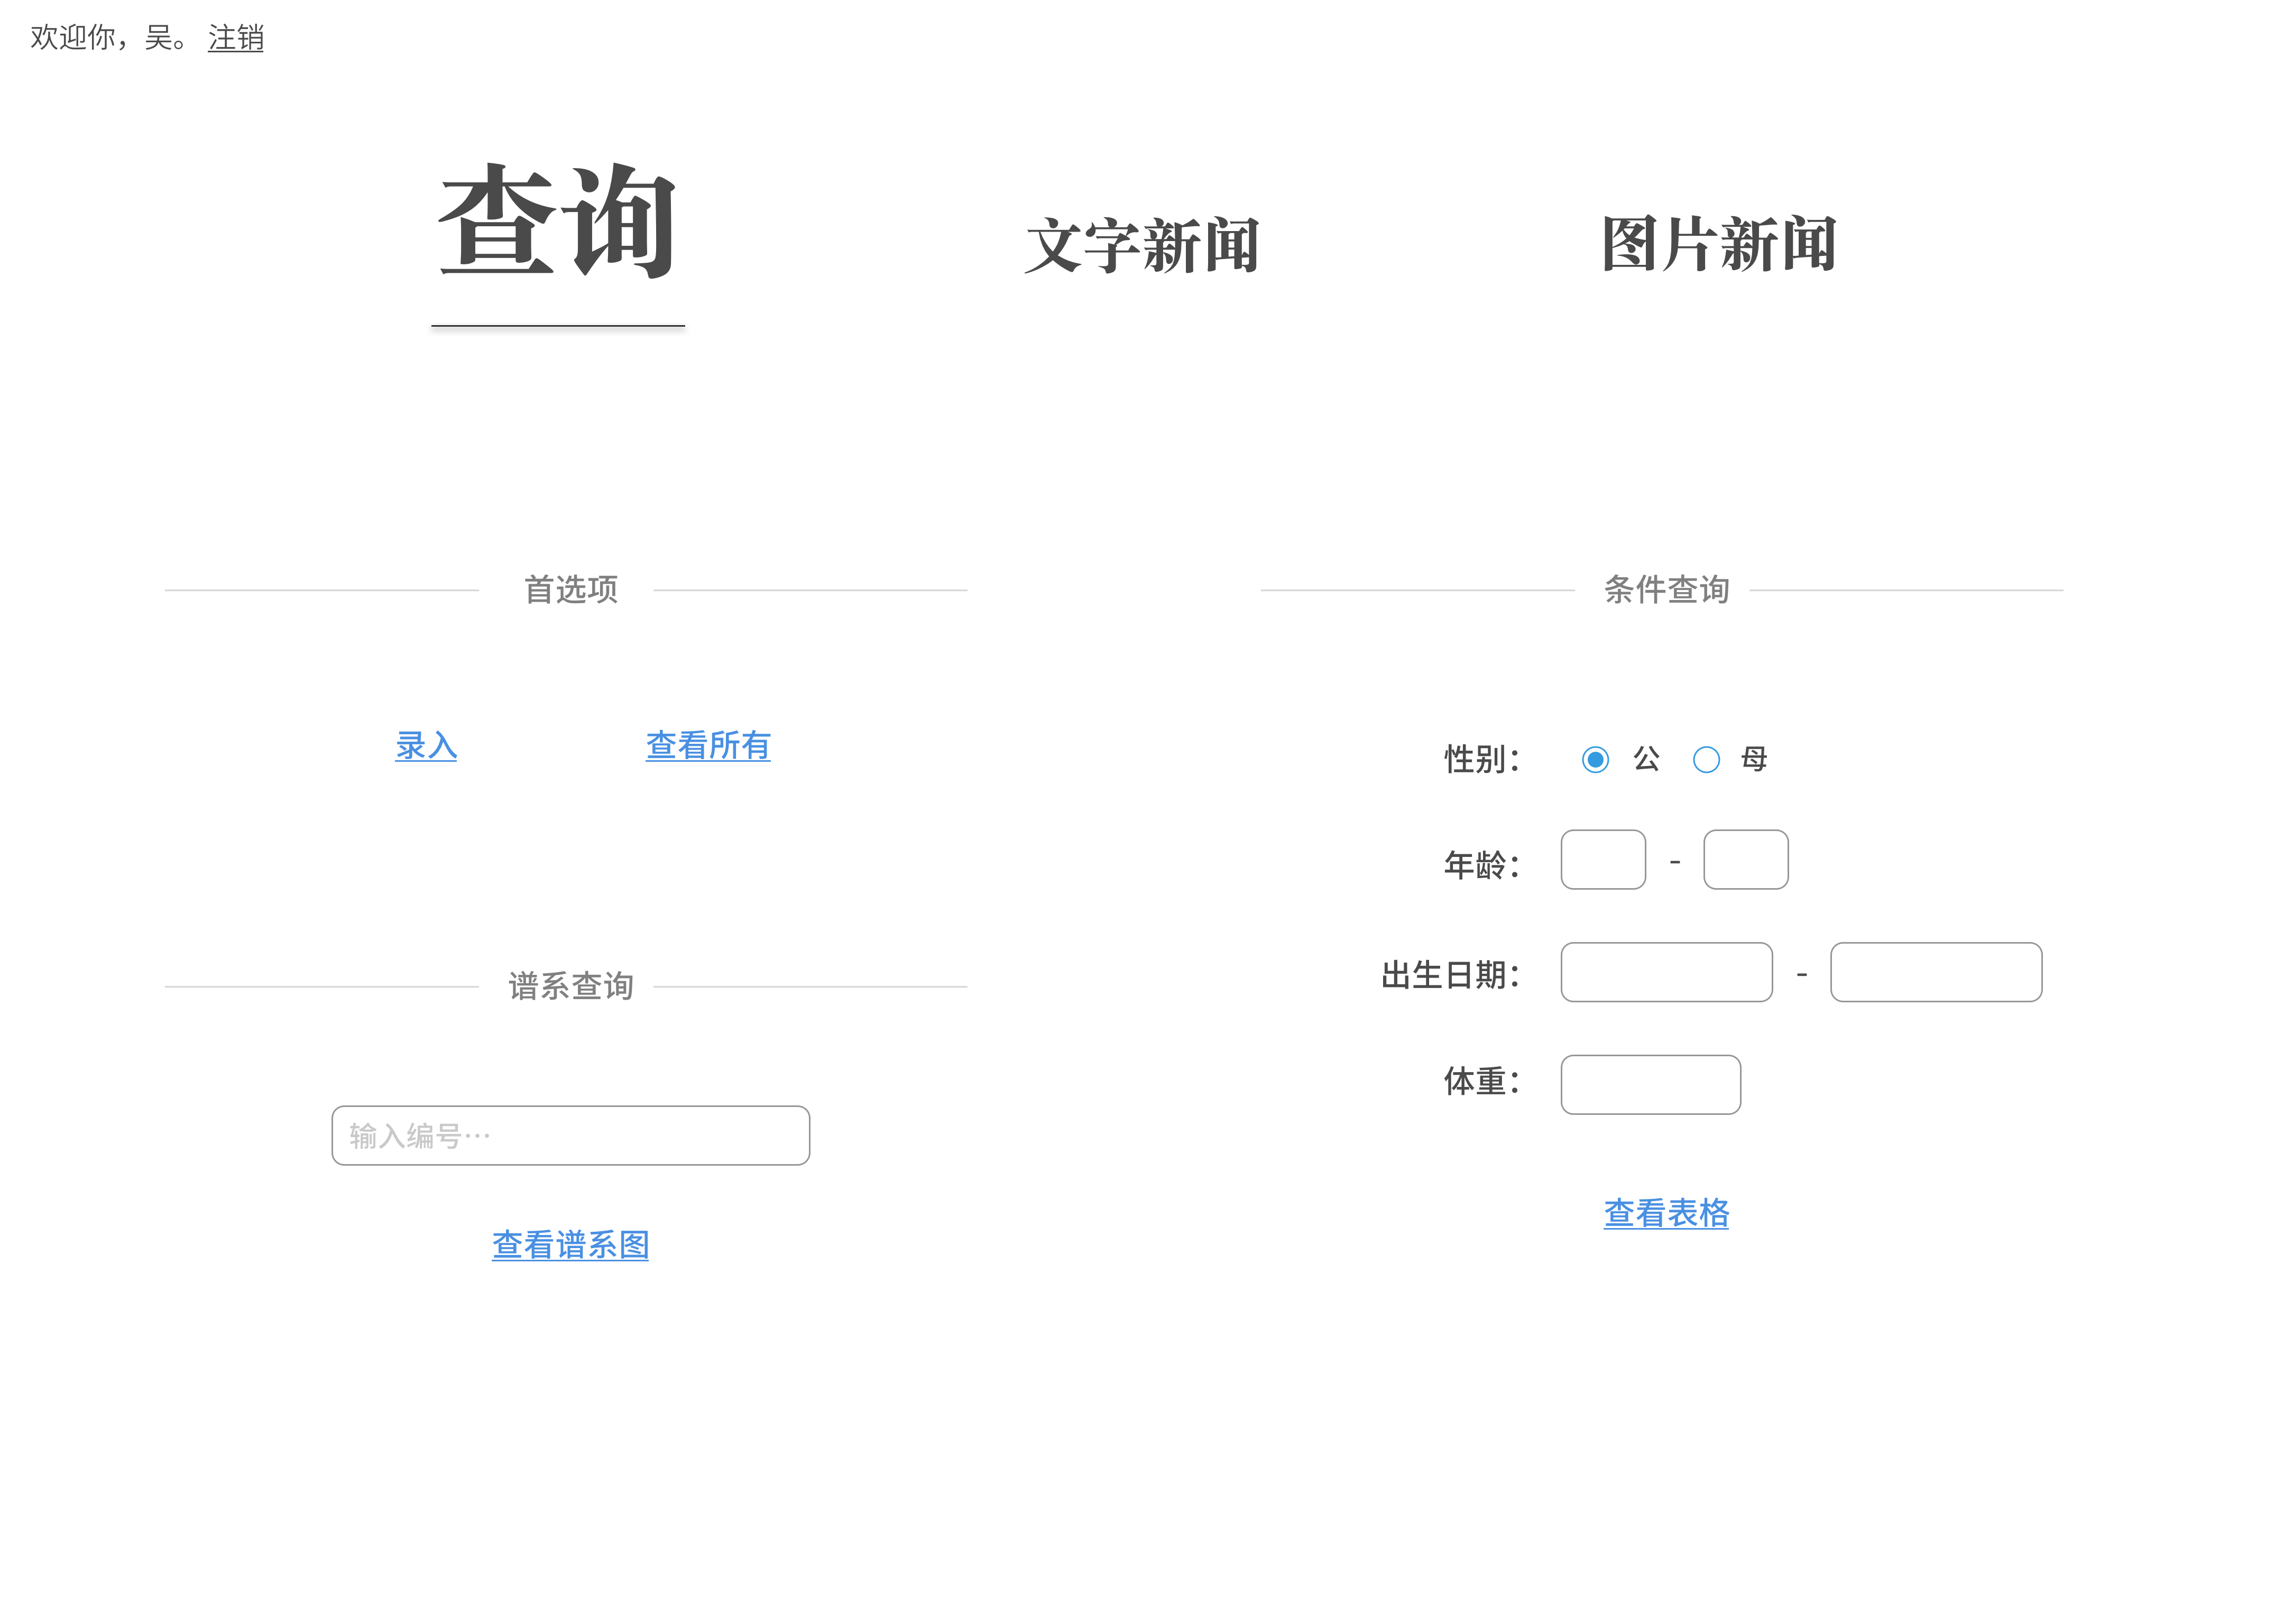 欢迎你，吴。 注销
查询
文字新闻
图片新闻
首选项
录入 查看所有
谱系查询
输入编号…
查看谱系图
条件查询
性别： 公 母
年龄： -
出生日期： -
体重：
查看表格